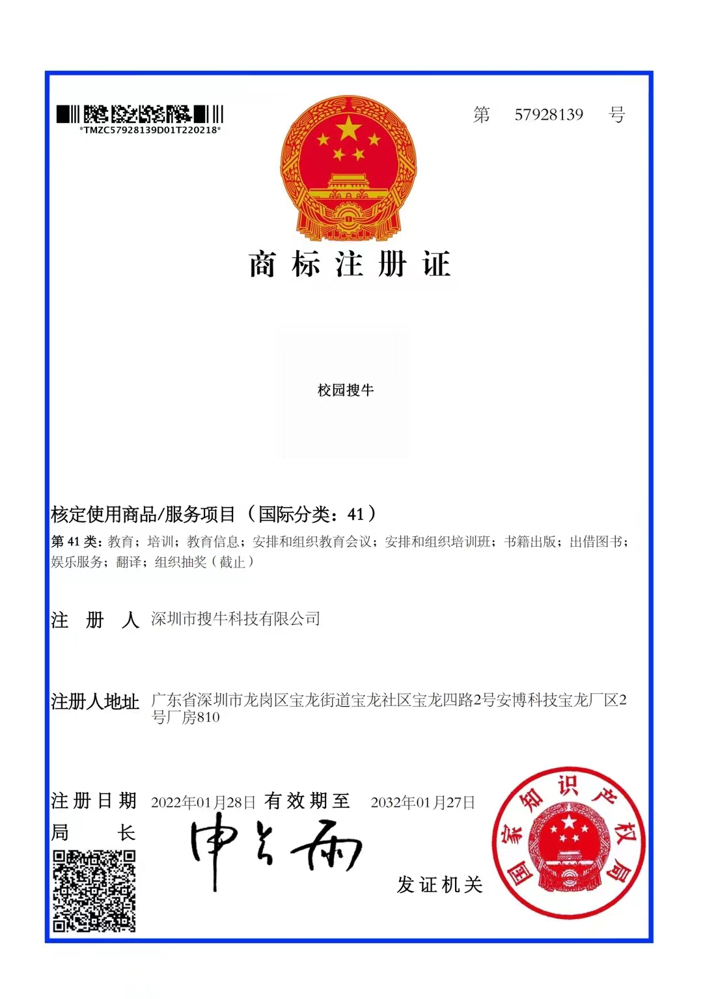 *TMZC57928139D01T220218*
第 57928139 号
商标注册证
校园搜牛
核定使用商品/服务项目（国际分类：41）
第 41 类：教育；培训；教育信息；安排和组织教育会议；安排和组织培训班；书籍出版；出借图书；
娱乐服务；翻译；组织抽奖（截止）
注 册 人 深圳市搜牛科技有限公司
注册人地址 广东省深圳市龙岗区宝龙街道宝龙社区宝龙四路2号安博科技宝龙厂区2
号厂房810
注册日期 2022年01月28日 有效期至 2032年01月27日
局 长 申长雨
发证机关
国家知识产权局